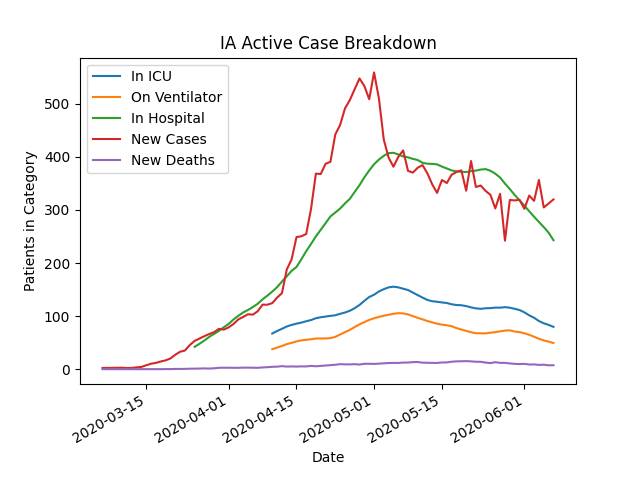 IA Active Case Breakdown
In ICU
On Ventilator
In Hospital
New Cases
New Deaths
Patients in Category
500
400
300
200
100
0
2020-03-15
2020-04-01
2020-04-15
2020-05-01
2020-05-15
2020-06-01
Date